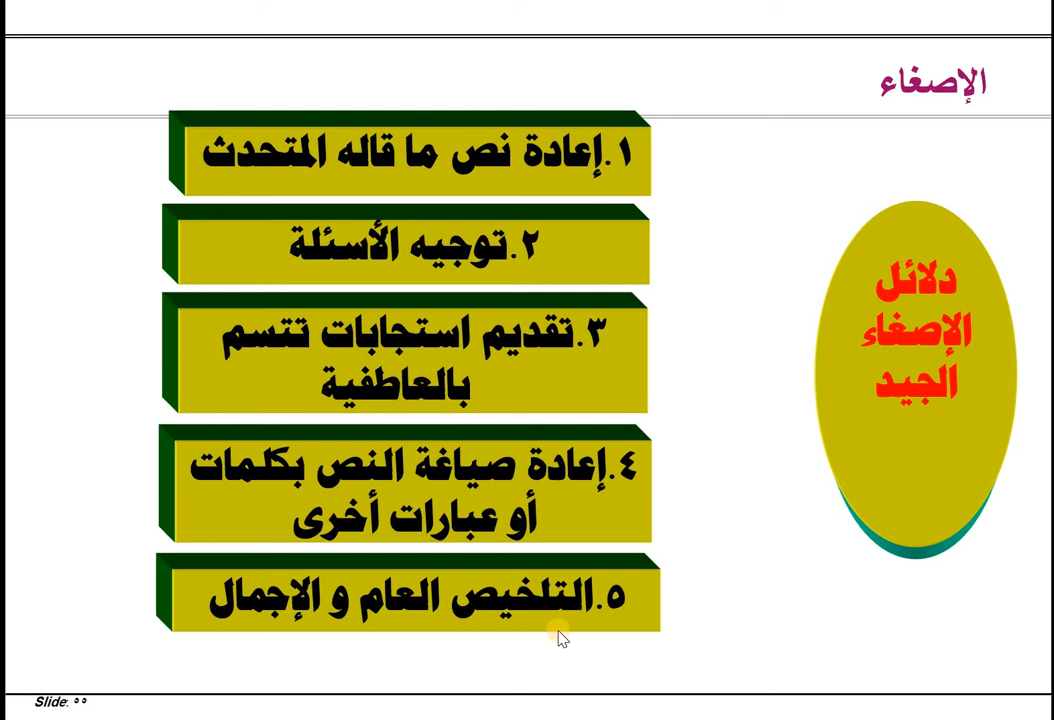 الإصغاء
دلائل
الإصغاء
الجيد
١.إعادة نص ما قاله المتحدث
٢.توجيه الأسئلة
٣.تقديم استجابات تتسم
بالعاطفية
٤.إعادة صياغة النص بكلمات
أو عبارات أخرى
٥.التلخيص العام و الإجمال
Slide: ٥٥